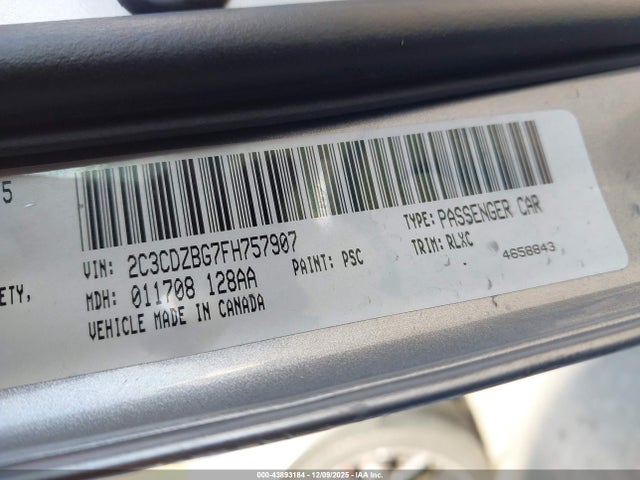 5
ETY,
VIN: 2C3CDZBG7FH757907
TYPE: PASSENGER CAR
MDH: 011708 128AA
PAINT: PSC
TRIM: RLXC
4658843
VEHICLE MADE IN CANADA
000-43893184 - 12/09/2025 - IAA Inc.